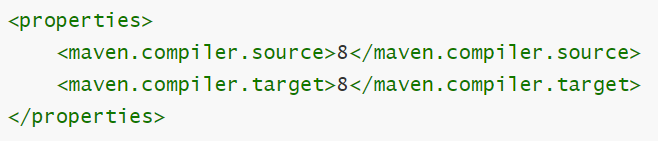 <properties>
    <maven.compiler.source>8</maven.compiler.source>
    <maven.compiler.target>8</maven.compiler.target>
</properties>